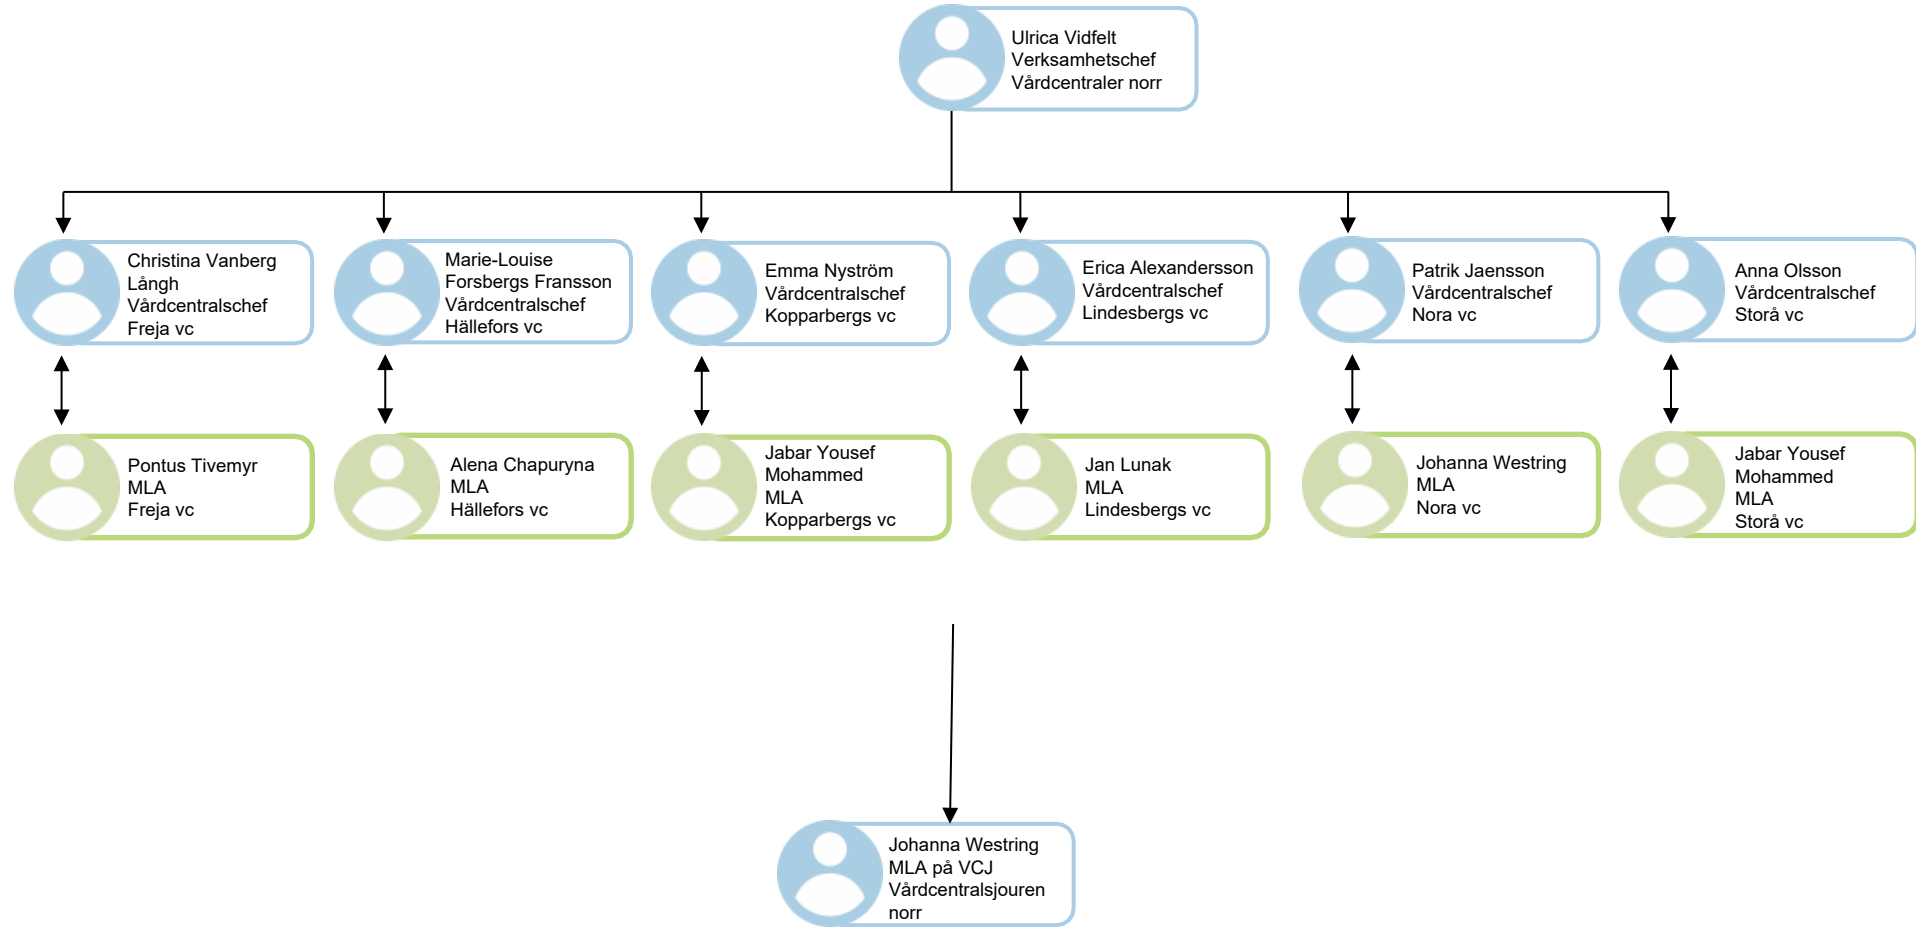 Ulrica Vidfelt
Verksamhetschef
Vårdcentraler norr
Christina Vanberg
Långh
Vårdcentralschef
Freja vc
Marie-Louise
Forsbergs Fransson
Vårdcentralschef
Hällefors vc
Emma Nyström
Vårdcentralschef
Kopparbergs vc
Erica Alexandersson
Vårdcentralschef
Lindesbergs vc
Patrik Jaensson
Vårdcentralschef
Nora vc
Anna Olsson
Vårdcentralschef
Storå vc
Pontus Tivemyr
MLA
Freja vc
Alena Chapuryna
MLA
Hällefors vc
Jabar Yousef
Mohammed
MLA
Kopparbergs vc
Jan Lunak
MLA
Lindesbergs vc
Johanna Westring
MLA
Nora vc
Jabar Yousef
Mohammed
MLA
Storå vc
Johanna Westring
MLA på VCJ
Vårdcentralsjouren
norr